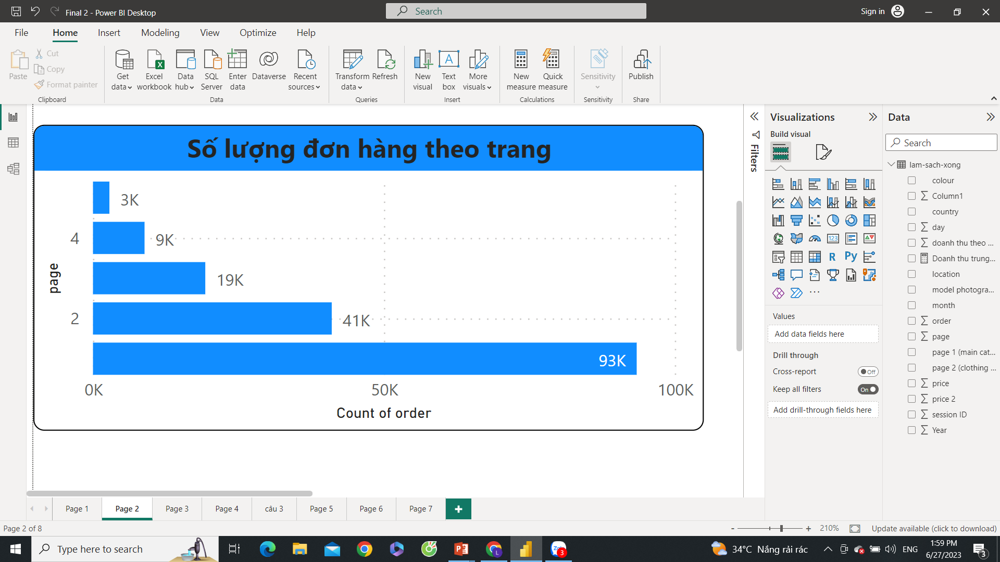 Final 2 - Power BI Desktop
Search
Sign in
File Home Insert Modeling View Optimize Help
Paste
Cut
Copy
Format painter
Clipboard
Get data
Excel workbook
Data hub
SQL Server
Enter data
Dataverse
Recent sources
Data
Transform data
Refresh
Queries
New visual
Text box
More visuals
Insert
New measure
Quick measure
Calculations
Sensitivity
Sensitivity
Publish
Share
Số lượng đơn hàng theo trang
3K
4
9K
19K
page
2
41K
93K
0K 50K 100K
Count of order
Filters
Visualizations
Build visual
123
R
Py
Values
Add data fields here
Drill through
Cross-report
Off
Keep all filters
On
Add drill-through fields here
Data
Search
lam-sach-xong
colour
Column1
country
day
doanh thu theo ...
Doanh thu trung...
location
model photogra...
month
order
page
page 1 (main cat...
page 2 (clothing ...
price
price 2
session ID
Year
Page 1 Page 2 Page 3 Page 4 câu 3 Page 5 Page 6 Page 7
Page 2 of 8
- + 210%
Update available (click to download)
Type here to search
34°C Nắng rải rác
ENG
1:59 PM
6/27/2023
3